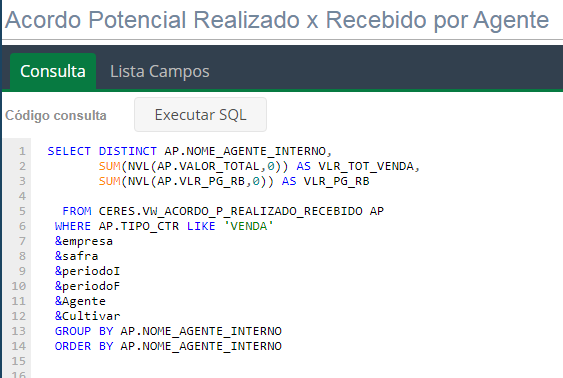 Acordo Potencial Realizado x Recebido por Agente
Consulta Lista Campos
Código consulta Executar SQL
1 SELECT DISTINCT AP.NOME_AGENTE_INTERNO,
2 SUM(NVL(AP.VALOR_TOTAL,0)) AS VLR_TOT_VENDA,
3 SUM(NVL(AP.VLR_PG_RB,0)) AS VLR_PG_RB
4
5 FROM CERES.VW_ACORDO_P_REALIZADO_RECEBIDO AP
6 WHERE AP.TIPO_CTR LIKE 'VENDA'
7 &empresa
8 &safra
9 &periodoI
10 &periodoF
11 &Agente
12 &Cultivar
13 GROUP BY AP.NOME_AGENTE_INTERNO
14 ORDER BY AP.NOME_AGENTE_INTERNO
15
16